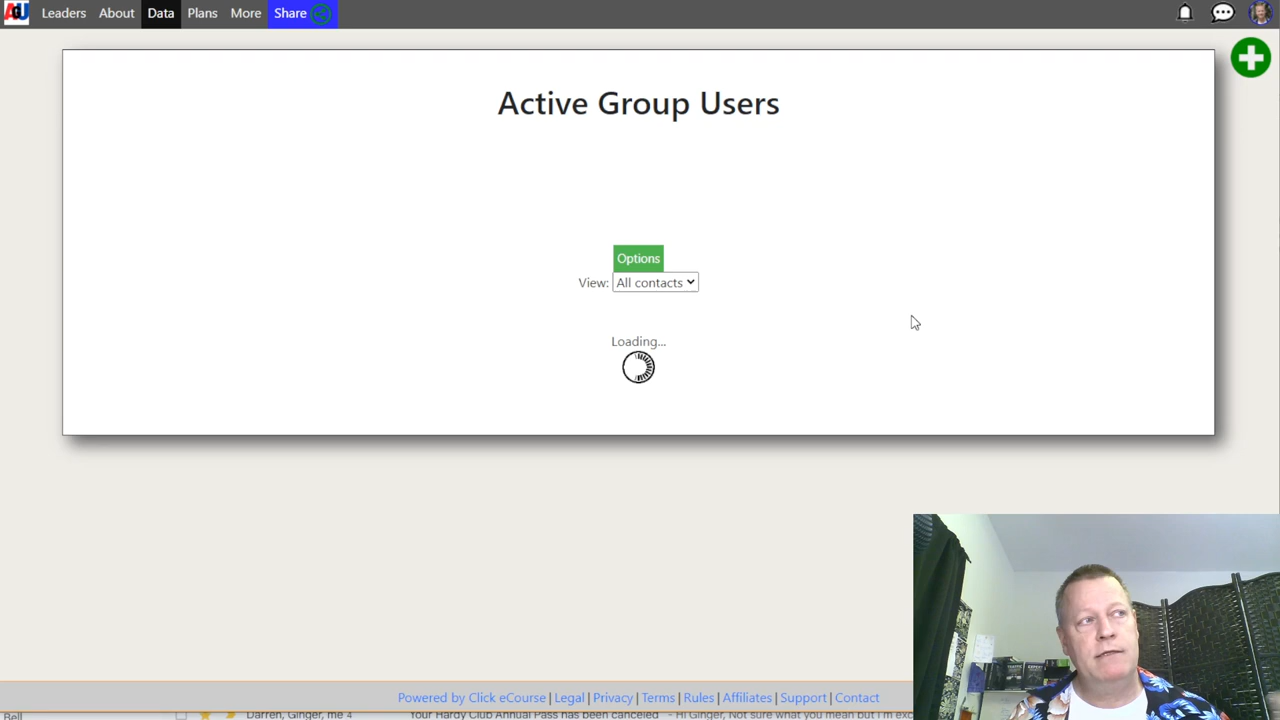 AtU Leaders About Data Plans More Share
Active Group Users
Options
View: All contacts
Loading...
Powered by Click eCourse | Legal | Privacy | Terms | Rules | Affiliates | Support | Contact
Bell Darren, Ginger, me 4 Your Hardy Club Annual Pass has been canceled - Hi Ginger, Not sure what you mean but I'm